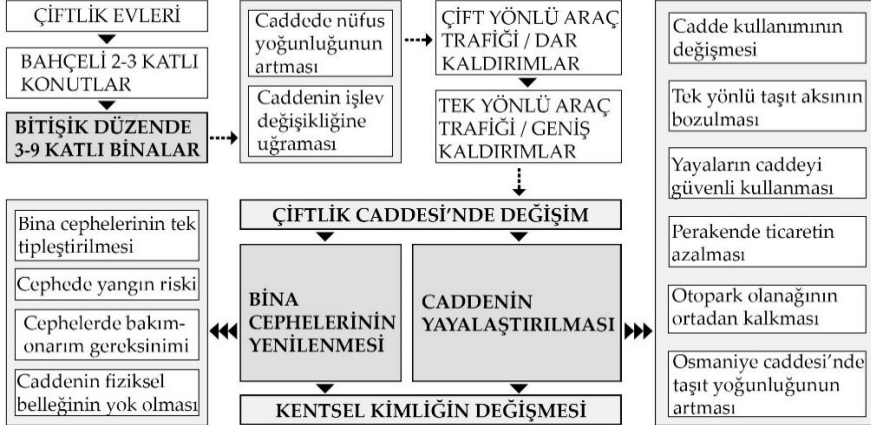 ÇİFTLİK EVLERİ
BAHÇELİ 2-3 KATLI
KONUTLAR
BİTİŞİK DÜZENDE
3-9 KATLI BİNALAR
Caddede nüfus
yoğunluğunun
artması
Caddenin işlev
değişikliğine
uğraması
ÇİFT YÖNLÜ ARAÇ
TRAFİĞİ / DAR
KALDIRIMLAR
TEK YÖNLÜ ARAÇ
TRAFİĞİ / GENİŞ
KALDIRIMLAR
ÇİFTLİK CADDESİ'NDE DEĞİŞİM
BİNA
CEPHELERİNİN
YENİLENMESİ
CADDENİN
YAYALAŞTIRILMASI
KENTSEL KİMLİĞİN DEĞİŞMESİ
Bina cephelerinin tek
tipleştirilmesi
Cephede yangın riski
Cephelerde bakım-
onarım gereksinimi
Caddenin fiziksel
belleğinin yok olması
Cadde kullanımının
değişmesi
Tek yönlü taşıt aksının
bozulması
Yayaların caddeyi
güvenli kullanması
Perakende ticaretin
azalması
Otopark olanağının
ortadan kalkması
Osmaniye caddesi'nde
taşıt yoğunluğunun
artması